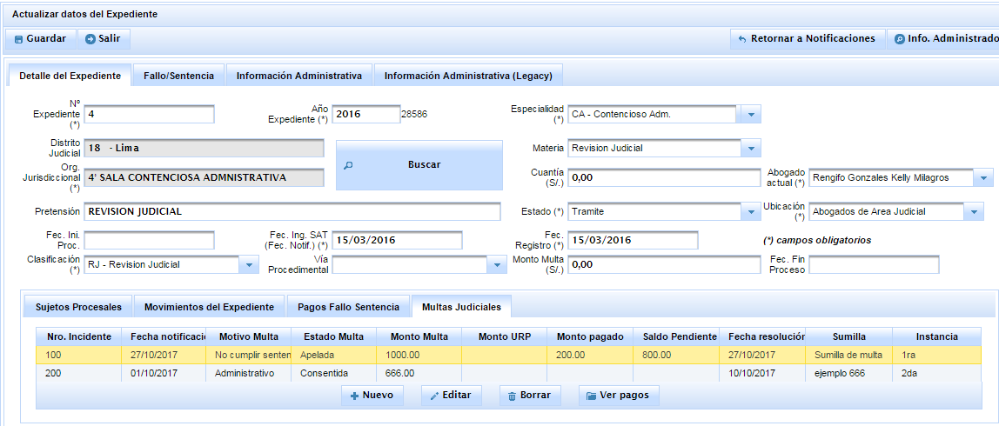 Actualizar datos del Expediente
Guardar Salir Retornar a Notificaciones Info. Administrado
Detalle del Expediente Fallo/Sentencia Información Administrativa Información Administrativa (Legacy)
Nº Expediente (*) 4 Año Expediente (*) 2016 28586 Especialidad (*) CA - Contencioso Adm.
Distrito Judicial 18 - Lima Buscar Materia Revision Judicial
Org. Jurisdiccional (*) 4° SALA CONTENCIOSA ADMNISTRATIVA Cuantía (S/.) 0,00 Abogado actual (*) Rengifo Gonzales Kelly Milagros
Pretensión REVISION JUDICIAL Estado (*) Tramite Ubicación (*) Abogados de Area Judicial
Fec. Ini. Proc. Fec. Ing. SAT (Fec. Notif.) (*) 15/03/2016 Fec. Registro (*) 15/03/2016 (*) campos obligatorios
Clasificación (*) RJ - Revision Judicial Vía Procedimental Monto Multa (S/.) 0,00 Fec. Fin Proceso
Sujetos Procesales Movimientos del Expediente Pagos Fallo Sentencia Multas Judiciales
Nro. Incidente Fecha notificació Motivo Multa Estado Multa Monto Multa Monto URP Monto pagado Saldo Pendiente Fecha resolución Sumilla Instancia
100 27/10/2017 No cumplir senten Apelada 1000.00 200.00 800.00 27/10/2017 Sumilla de multa 1ra
200 01/10/2017 Administrativo Consentida 666.00 10/10/2017 ejemplo 666 2da
Nuevo Editar Borrar Ver pagos